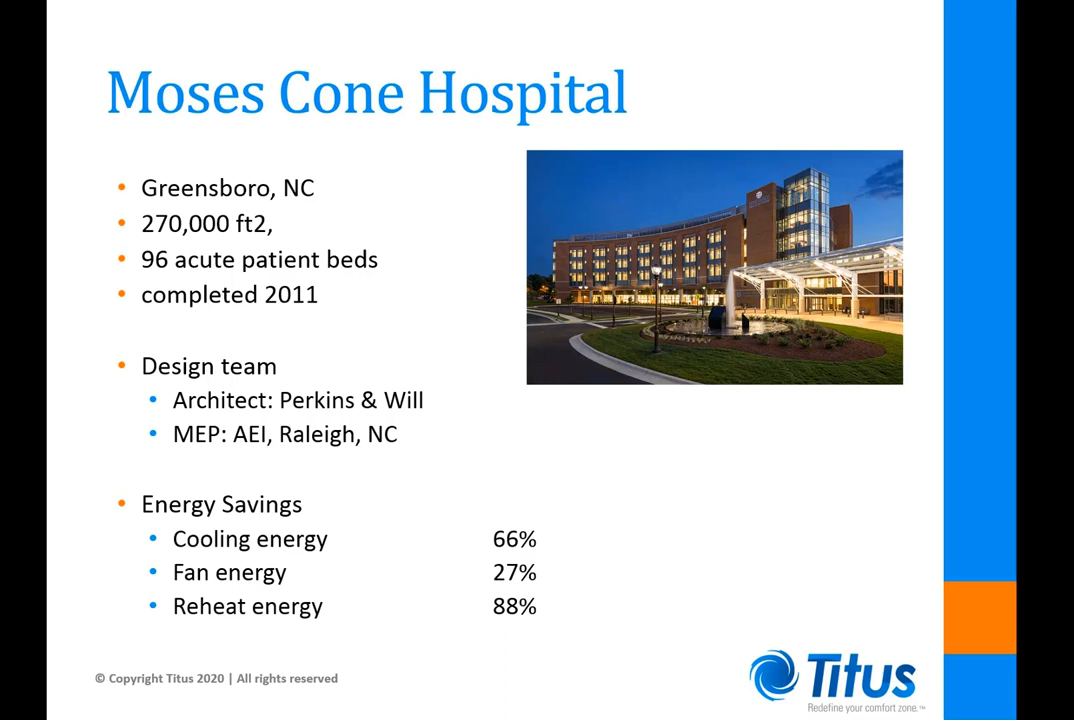 Moses Cone Hospital
• Greensboro, NC
• 270,000 ft2,
• 96 acute patient beds
• completed 2011
• Design team
• Architect: Perkins & Will
• MEP: AEI, Raleigh, NC
• Energy Savings
• Cooling energy 66%
• Fan energy 27%
• Reheat energy 88%
© Copyright Titus 2020 | All rights reserved
Titus
Redefine your comfort zone.™